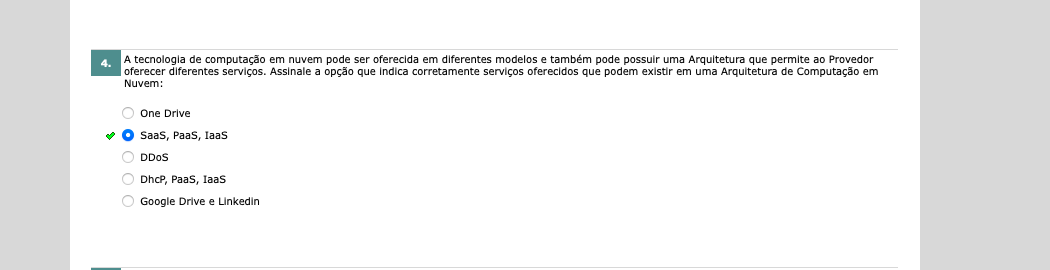 4.
A tecnologia de computação em nuvem pode ser oferecida em diferentes modelos e também pode possuir uma Arquitetura que permite ao Provedor
oferecer diferentes serviços. Assinale a opção que indica corretamente serviços oferecidos que podem existir em uma Arquitetura de Computação em
Nuvem:
One Drive
SaaS, PaaS, IaaS
DDoS
DhcP, PaaS, IaaS
Google Drive e Linkedin